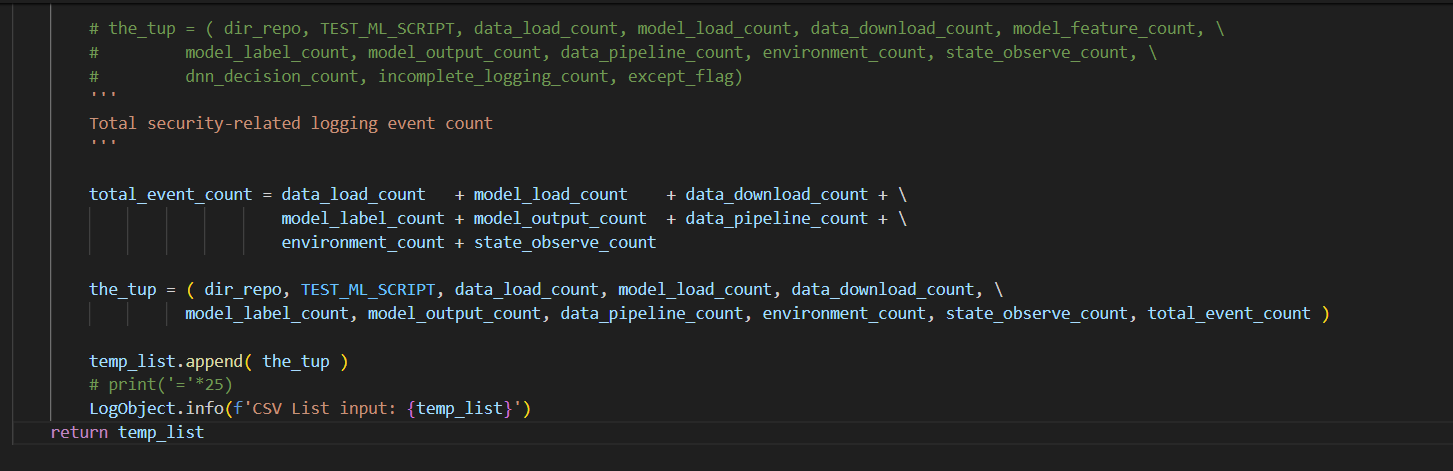 # the_tup = ( dir_repo, TEST_ML_SCRIPT, data_load_count, model_load_count, data_download_count, model_feature_count, \
#         model_label_count, model_output_count, data_pipeline_count, environment_count, state_observe_count, \
#         dnn_decision_count, incomplete_logging_count, except_flag)
'''
Total security-related logging event count
'''
total_event_count = data_load_count   + model_load_count    + data_download_count + \
                    model_label_count + model_output_count  + data_pipeline_count + \
                    environment_count + state_observe_count
the_tup = ( dir_repo, TEST_ML_SCRIPT, data_load_count, model_load_count, data_download_count, \
          model_label_count, model_output_count, data_pipeline_count, environment_count, state_observe_count, total_event_count )
temp_list.append( the_tup )
# print('='*25)
LogObject.info(f'CSV List input: {temp_list}')
return temp_list